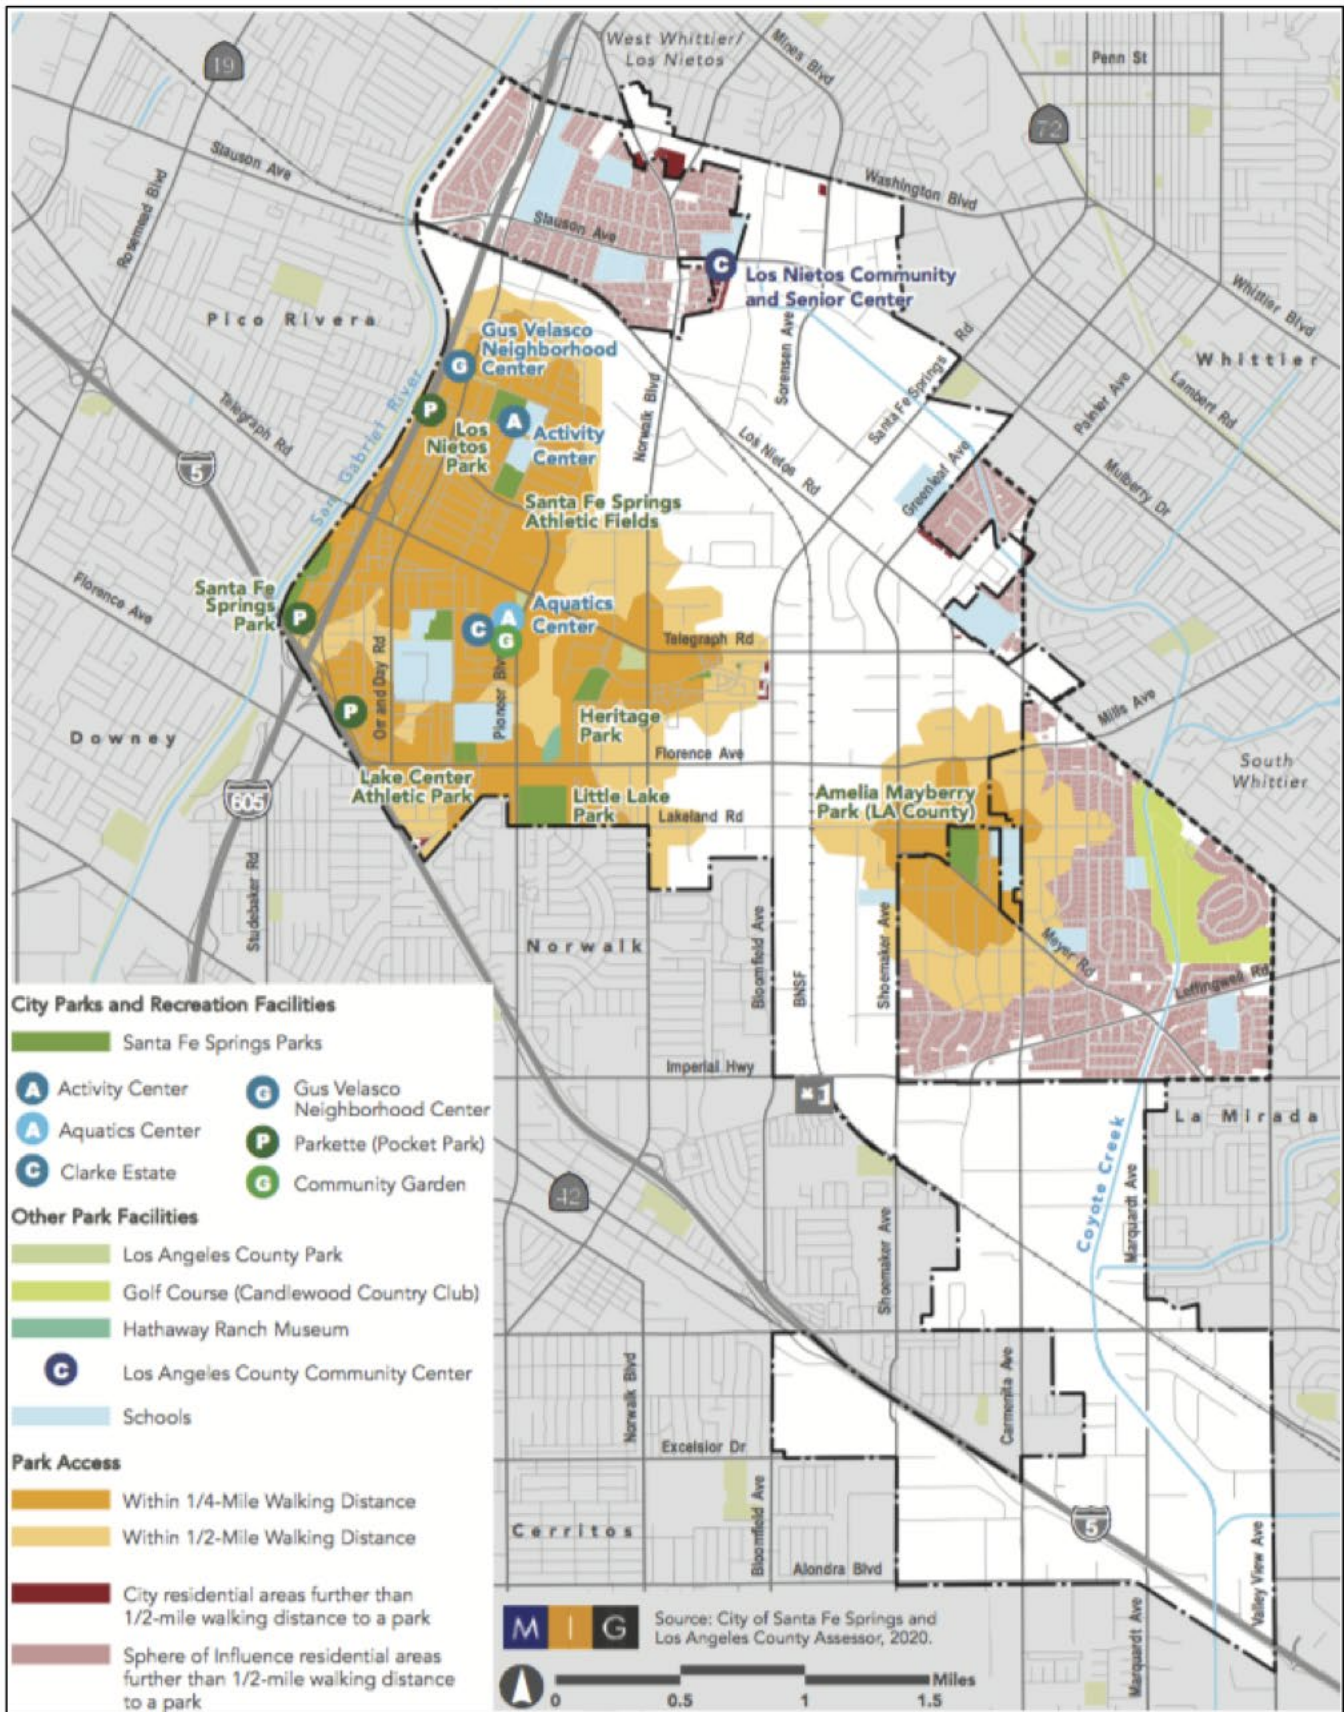 West Whittier/
Los Nietos
Mines Blvd
Penn St
19
72
Slauson Ave
Rosemead Blvd
Washington Blvd
Slauson Ave
C
Los Nietos Community
and Senior Center
Whittier Blvd
Pico Rivera
Gus Velasco
Neighborhood
Center
G
Sorensen Ave
Santa Fe Springs Rd
Whittier
Painter Ave
Lambert Rd
Telegraph Rd
San Gabriel River
P
Los
Nietos
Park
A
Activity
Center
Norwalk Blvd
Los Nietos Rd
Greenleaf Ave
Mulberry Dr
5
Santa Fe Springs
Athletic Fields
Florence Ave
Santa Fe
Springs
Park
P
Aquatics
Center
A
C
G
Telegraph Rd
Orr and Day Rd
Pioneer Blv
P
Heritage
Park
Mills Ave
Downey
Florence Ave
South
Whittier
605
Lake Center
Athletic Park
Little Lake
Park
Lakeland Rd
Amelia Mayberry
Park (LA County)
Studebaker Rd
Norwalk
Bloomfield Ave
BNSF
Shoemaker Ave
Meyer Rd
Leffingwell Rd
Imperial Hwy
La Mirada
42
Coyote Creek
Marquardt Ave
Shoemaker Ave
Norwalk Blvd
Carmenita Ave
Excelsior Dr
Bloomfield Ave
Cerritos
5
Alondra Blvd
Valley View Ave
Marquardt Ave
City Parks and Recreation Facilities
Santa Fe Springs Parks
A Activity Center
A Aquatics Center
C Clarke Estate
G Gus Velasco
Neighborhood Center
P Parkette (Pocket Park)
G Community Garden
Other Park Facilities
Los Angeles County Park
Golf Course (Candlewood Country Club)
Hathaway Ranch Museum
C Los Angeles County Community Center
Schools
Park Access
Within 1/4-Mile Walking Distance
Within 1/2-Mile Walking Distance
City residential areas further than
1/2-mile walking distance to a park
Sphere of Influence residential areas
further than 1/2-mile walking distance
to a park
M I G
Source: City of Santa Fe Springs and
Los Angeles County Assessor, 2020.
Miles
0 0.5 1 1.5